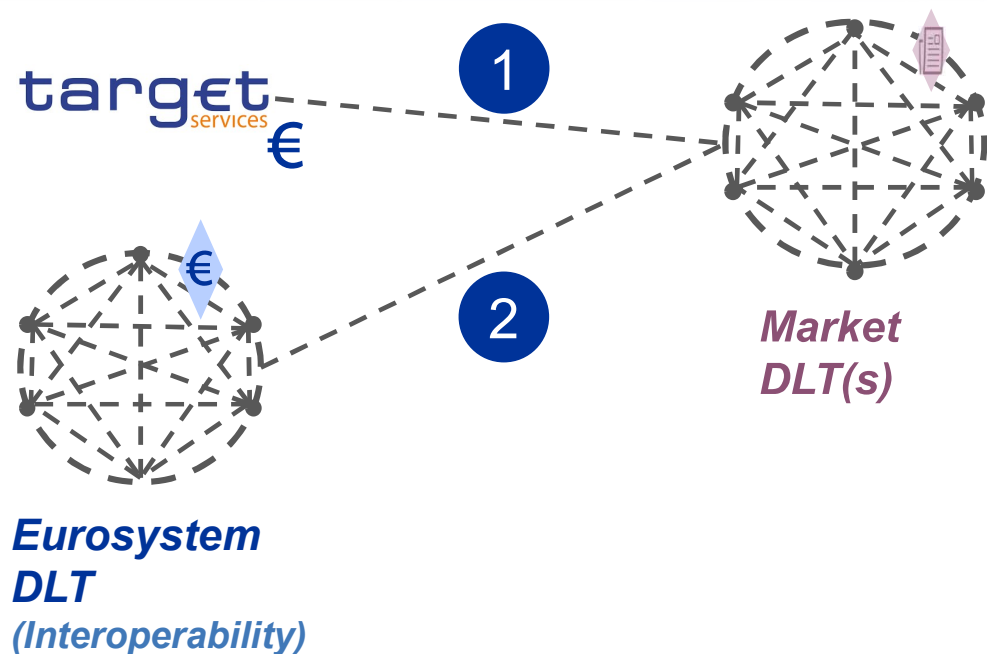 1
target
services
€
€
2
Market
DLT(s)
Eurosystem
DLT
(Interoperability)